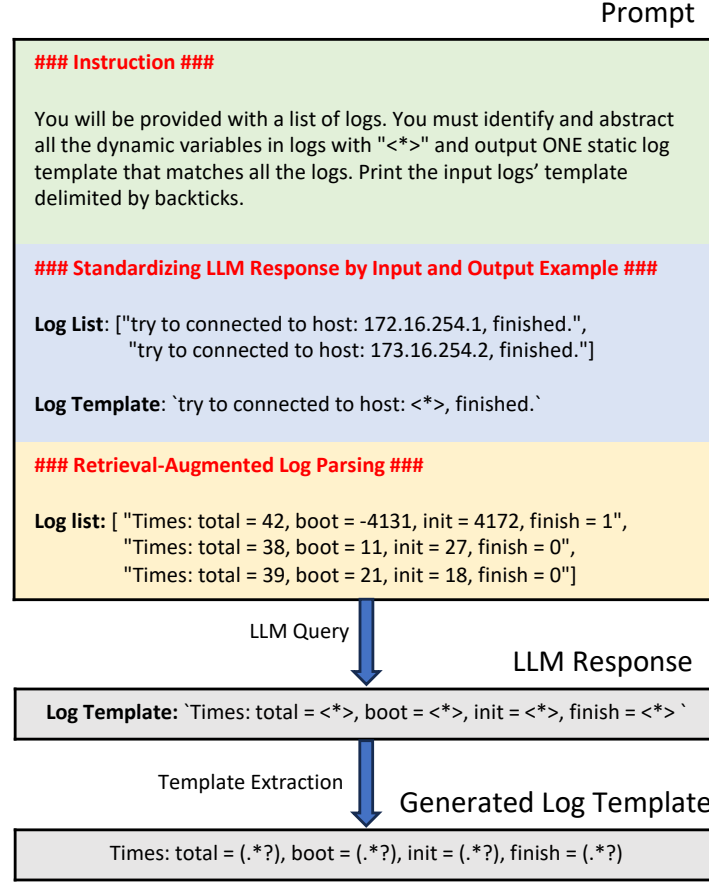 Prompt
### Instruction ###
You will be provided with a list of logs. You must identify and abstract
all the dynamic variables in logs with "<*>" and output ONE static log
template that matches all the logs. Print the input logs’ template
delimited by backticks.
### Standardizing LLM Response by Input and Output Example ###
Log List: ["try to connected to host: 172.16.254.1, finished.",
"try to connected to host: 173.16.254.2, finished."]
Log Template: `try to connected to host: <*>, finished.`
### Retrieval-Augmented Log Parsing ###
Log list: [ "Times: total = 42, boot = -4131, init = 4172, finish = 1",
"Times: total = 38, boot = 11, init = 27, finish = 0",
"Times: total = 39, boot = 21, init = 18, finish = 0"]
LLM Query
LLM Response
Log Template: `Times: total = <*>, boot = <*>, init = <*>, finish = <*> `
Template Extraction
Generated Log Template
Times: total = (.*?), boot = (.*?), init = (.*?), finish = (.*?)